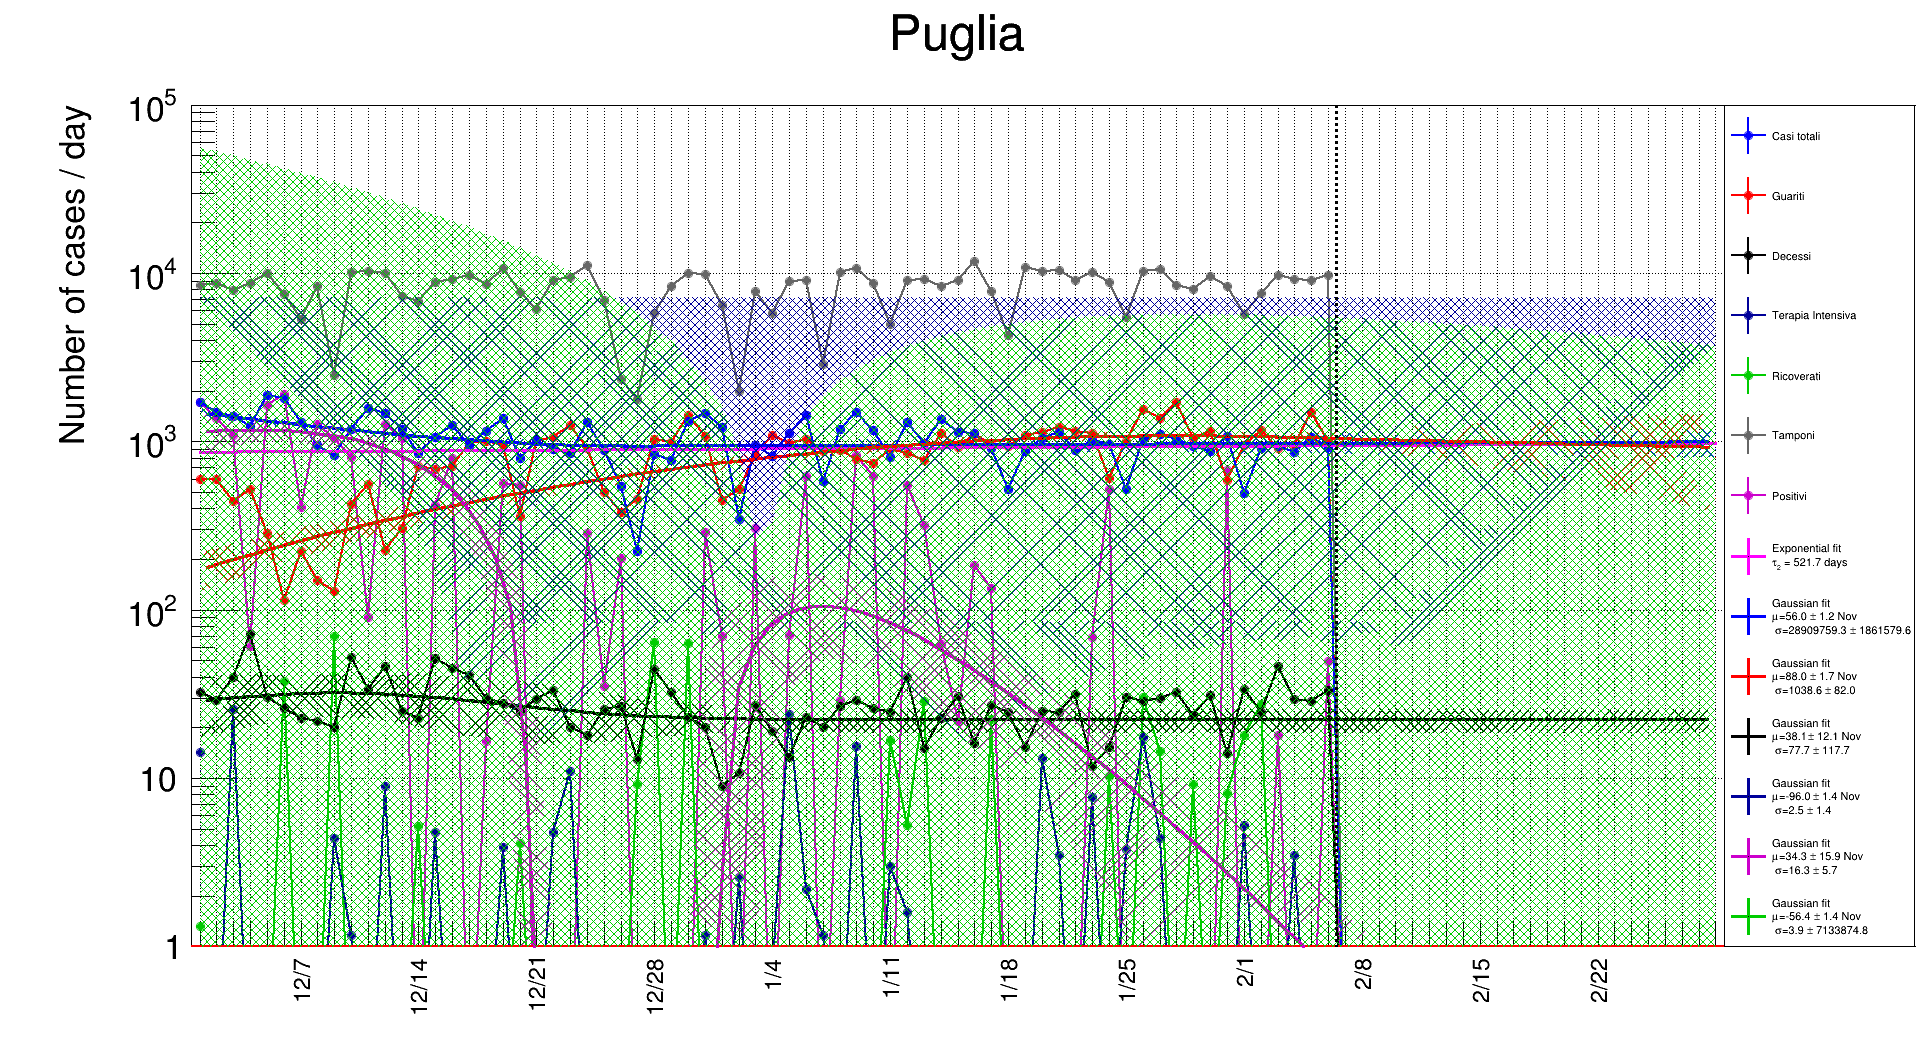 Puglia
Number of cases / day
10^5
10^4
10^3
10^2
10
1
12/7
12/14
12/21
12/28
1/4
1/11
1/18
1/25
2/1
2/8
2/15
2/22
Casi totali
Guariti
Decessi
Terapia Intensiva
Ricoverati
Tamponi
Positivi
Exponential fit
τ_2 = 521.7 days
Gaussian fit
μ=56.0 ± 1.2 Nov
σ=28909759.3 ± 1861579.6
Gaussian fit
μ=88.0 ± 1.7 Nov
σ=1038.6 ± 82.0
Gaussian fit
μ=38.1 ± 12.1 Nov
σ=77.7 ± 117.7
Gaussian fit
μ=-96.0 ± 1.4 Nov
σ=2.5 ± 1.4
Gaussian fit
μ=34.3 ± 15.9 Nov
σ=16.3 ± 5.7
Gaussian fit
μ=-56.4 ± 1.4 Nov
σ=3.9 ± 7133874.8